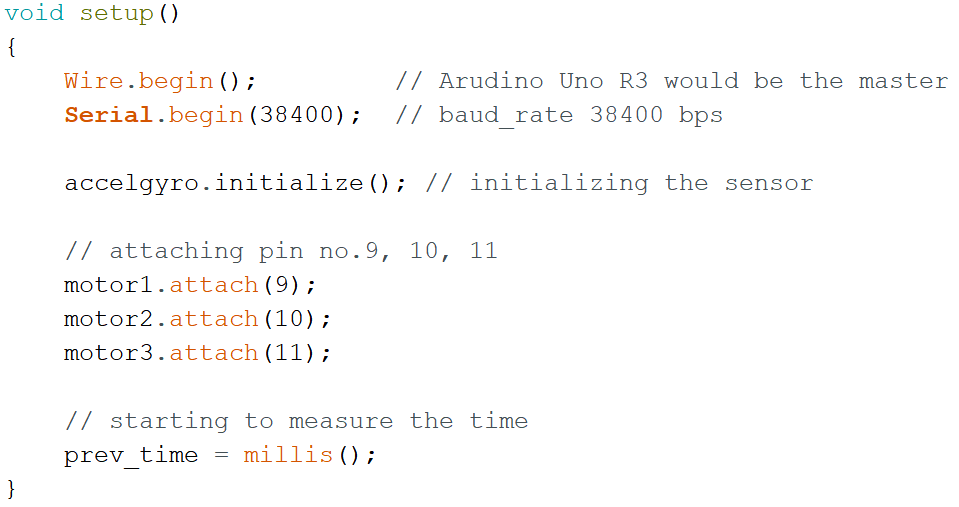 void setup()
{
    Wire.begin();         // Arudino Uno R3 would be the master
    Serial.begin(38400);  // baud_rate 38400 bps

    accelgyro.initialize(); // initializing the sensor

    // attaching pin no.9, 10, 11
    motor1.attach(9);
    motor2.attach(10);
    motor3.attach(11);

    // starting to measure the time
    prev_time = millis();
}